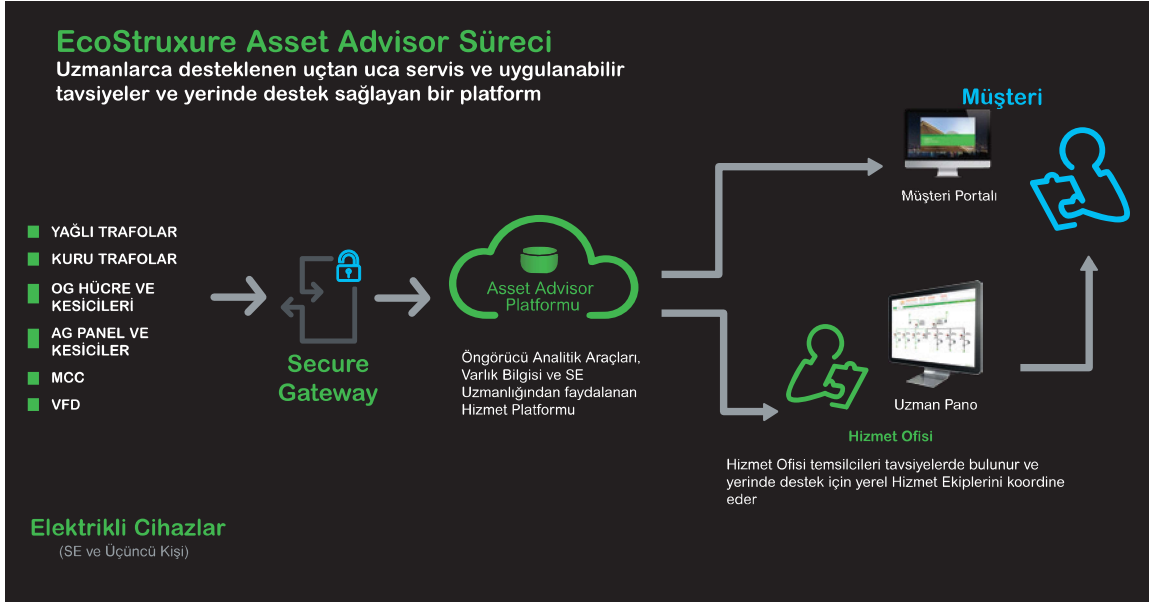 EcoStruxure Asset Advisor Süreci
Uzmanlarca desteklenen uçtan uca servis ve uygulanabilir
tavsiyeler ve yerinde destek sağlayan bir platform
Müşteri
Müşteri Portalı
YAĞLI TRAFOLAR
KURU TRAFOLAR
OG HÜCRE VE
KESİCİLERİ
AG PANEL VE
KESİCİLER
MCC
VFD
Secure
Gateway
Asset Advisor
Platformu
Öngörücü Analitik Araçları,
Varlık Bilgisi ve SE
Uzmanlığından faydalanan
Hizmet Platformu
Uzman Pano
Hizmet Ofisi
Hizmet Ofisi temsilcileri tavsiyelerde bulunur ve
yerinde destek için yerel Hizmet Ekiplerini koordine
eder
Elektrikli Cihazlar
(SE ve Üçüncü Kişi)